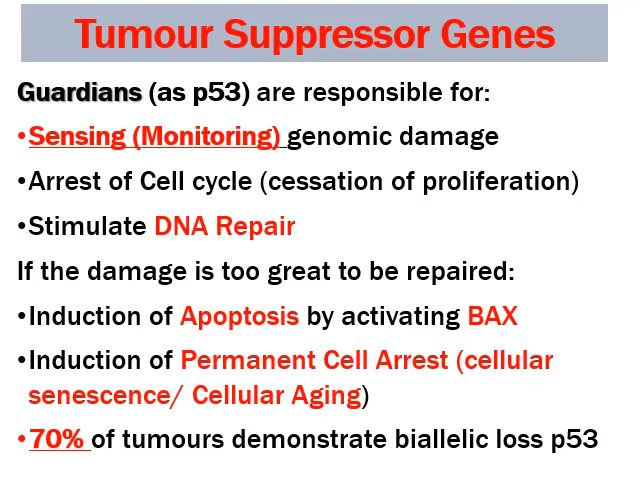 Tumour Suppressor Genes
Guardians (as p53) are responsible for:
•Sensing (Monitoring) genomic damage
•Arrest of Cell cycle (cessation of proliferation)
•Stimulate DNA Repair
If the damage is too great to be repaired:
•Induction of Apoptosis by activating BAX
•Induction of Permanent Cell Arrest (cellular
senescence/ Cellular Aging)
•70% of tumours demonstrate biallelic loss p53